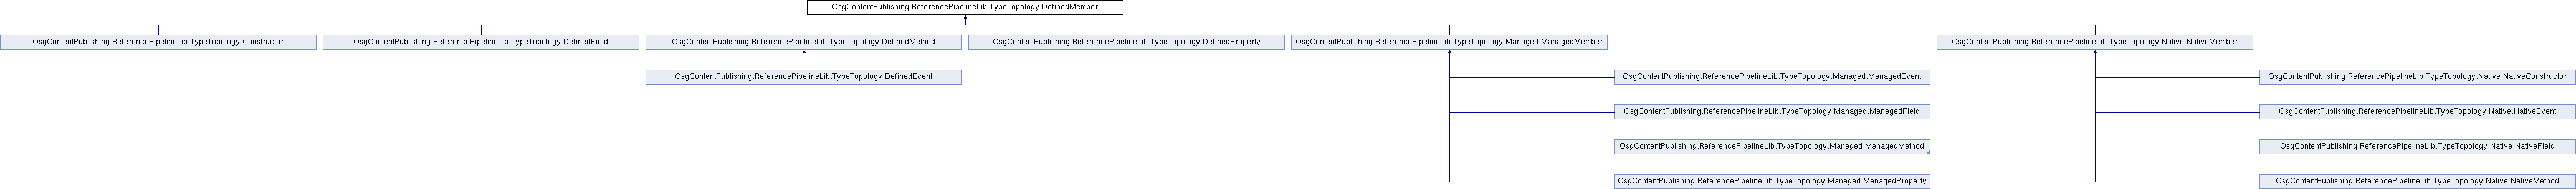 OsgContentPublishing.ReferencePipelineLib.TypeTopology.DefinedMember
OsgContentPublishing.ReferencePipelineLib.TypeTopology.Constructor
OsgContentPublishing.ReferencePipelineLib.TypeTopology.DefinedField
OsgContentPublishing.ReferencePipelineLib.TypeTopology.DefinedMethod
OsgContentPublishing.ReferencePipelineLib.TypeTopology.DefinedProperty
OsgContentPublishing.ReferencePipelineLib.TypeTopology.Managed.ManagedMember
OsgContentPublishing.ReferencePipelineLib.TypeTopology.Native.NativeMember
OsgContentPublishing.ReferencePipelineLib.TypeTopology.DefinedEvent
OsgContentPublishing.ReferencePipelineLib.TypeTopology.Managed.ManagedEvent
OsgContentPublishing.ReferencePipelineLib.TypeTopology.Native.NativeConstructor
OsgContentPublishing.ReferencePipelineLib.TypeTopology.Managed.ManagedField
OsgContentPublishing.ReferencePipelineLib.TypeTopology.Native.NativeEvent
OsgContentPublishing.ReferencePipelineLib.TypeTopology.Managed.ManagedMethod
OsgContentPublishing.ReferencePipelineLib.TypeTopology.Native.NativeField
OsgContentPublishing.ReferencePipelineLib.TypeTopology.Managed.ManagedProperty
OsgContentPublishing.ReferencePipelineLib.TypeTopology.Native.NativeMethod